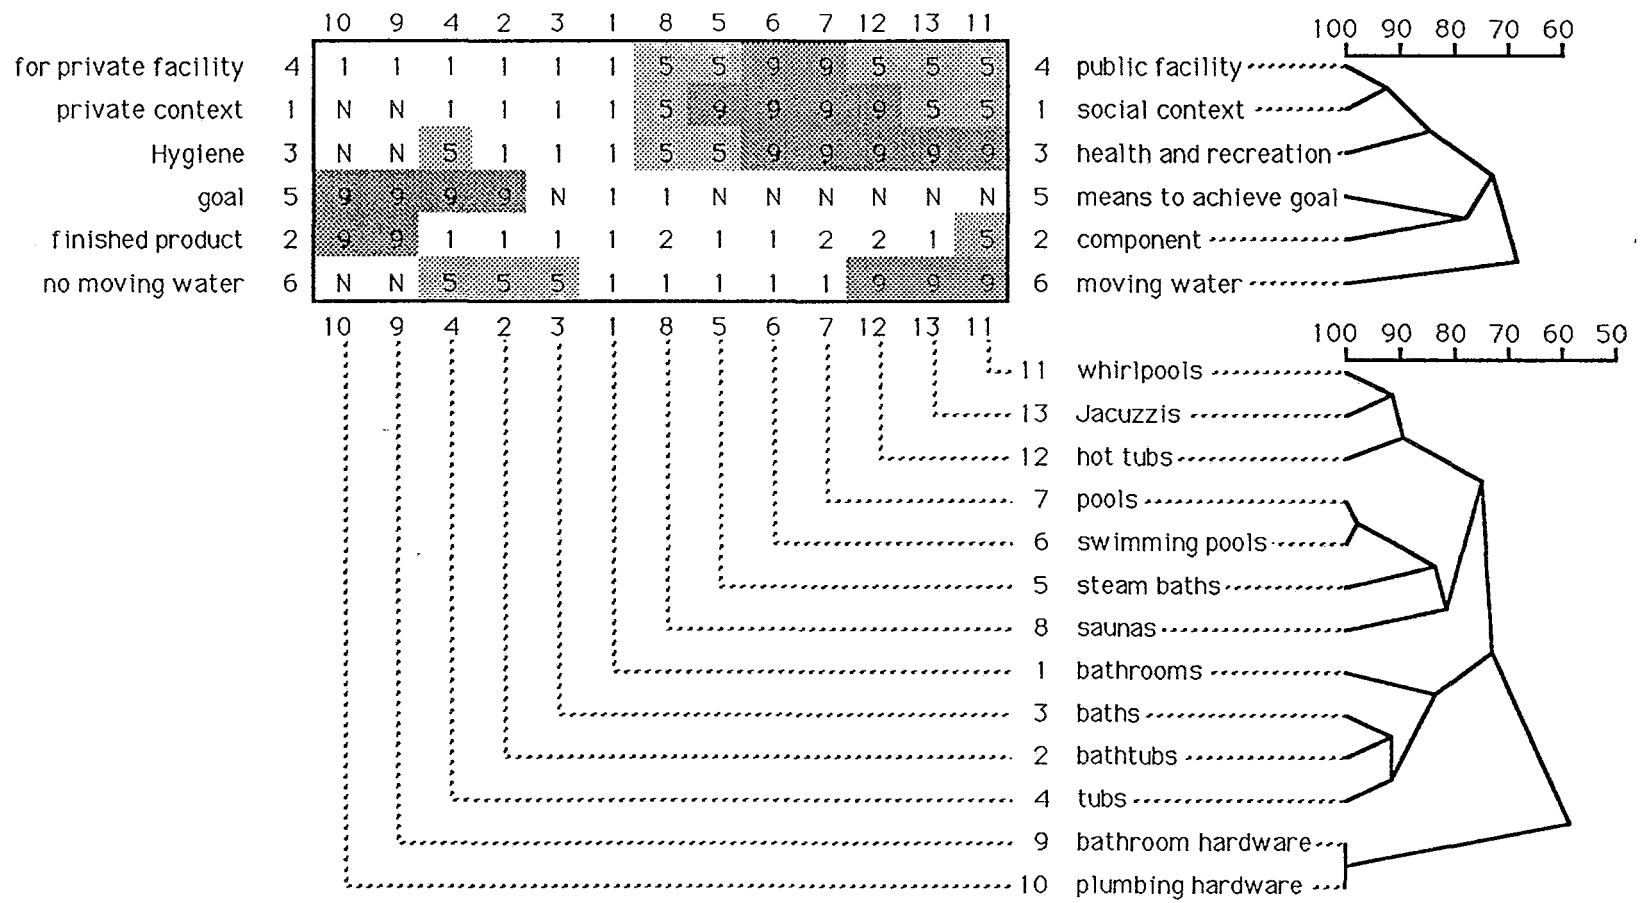 10 9 4 2 3 1 8 5 6 7 12 13 11 100 90 80 70 60
for private facility 4 1 1 1 1 1 1 5 5 9 9 5 5 5 4 public facility
private context 1 N N 1 1 1 1 5 9 9 9 9 5 5 1 social context
Hygiene 3 N N 5 1 1 1 5 5 9 9 9 9 9 3 health and recreation
goal 5 9 9 9 9 N 1 1 N N N N N N 5 means to achieve goal
finished product 2 9 9 1 1 1 1 2 1 1 2 2 1 5 2 component
no moving water 6 N N 5 5 5 1 1 1 1 1 9 9 9 6 moving water
10 9 4 2 3 1 8 5 6 7 12 13 11 100 90 80 70 60 50
11 whirlpools
13 Jacuzzis
12 hot tubs
7 pools
6 swimming pools
5 steam baths
8 saunas
1 bathrooms
3 baths
2 bathtubs
4 tubs
9 bathroom hardware
10 plumbing hardware